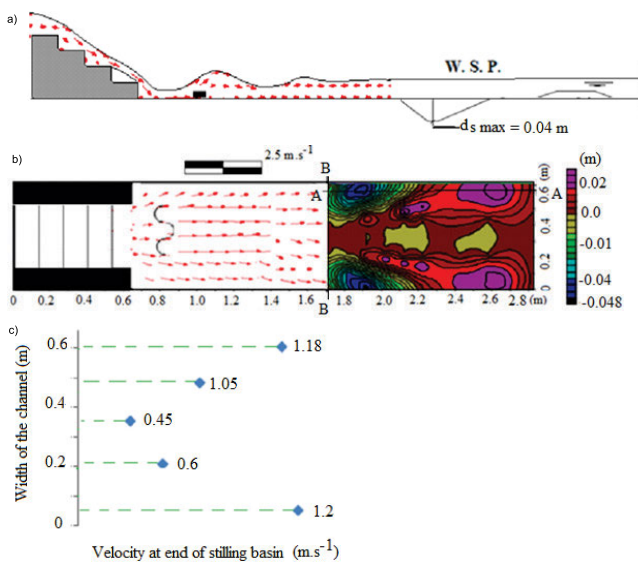 a)
W. S. P.
ds max = 0.04 m
b)
2.5 m.s-1
B
(m)
A
A
0.6
0.4
0.2
0
(m)
0.02
0.0
-0.01
-0.04
-0.048
0 0.2 0.4 0.6 0.8 1.0 1.2 1.4 1.6 1.8 2.0 2.2 2.4 2.6 2.8 (m)
B
c)
Width of the channel (m)
0.6
0.4
0.2
0
1.18
1.05
0.45
0.6
1.2
Velocity at end of stilling basin (m.s-1)